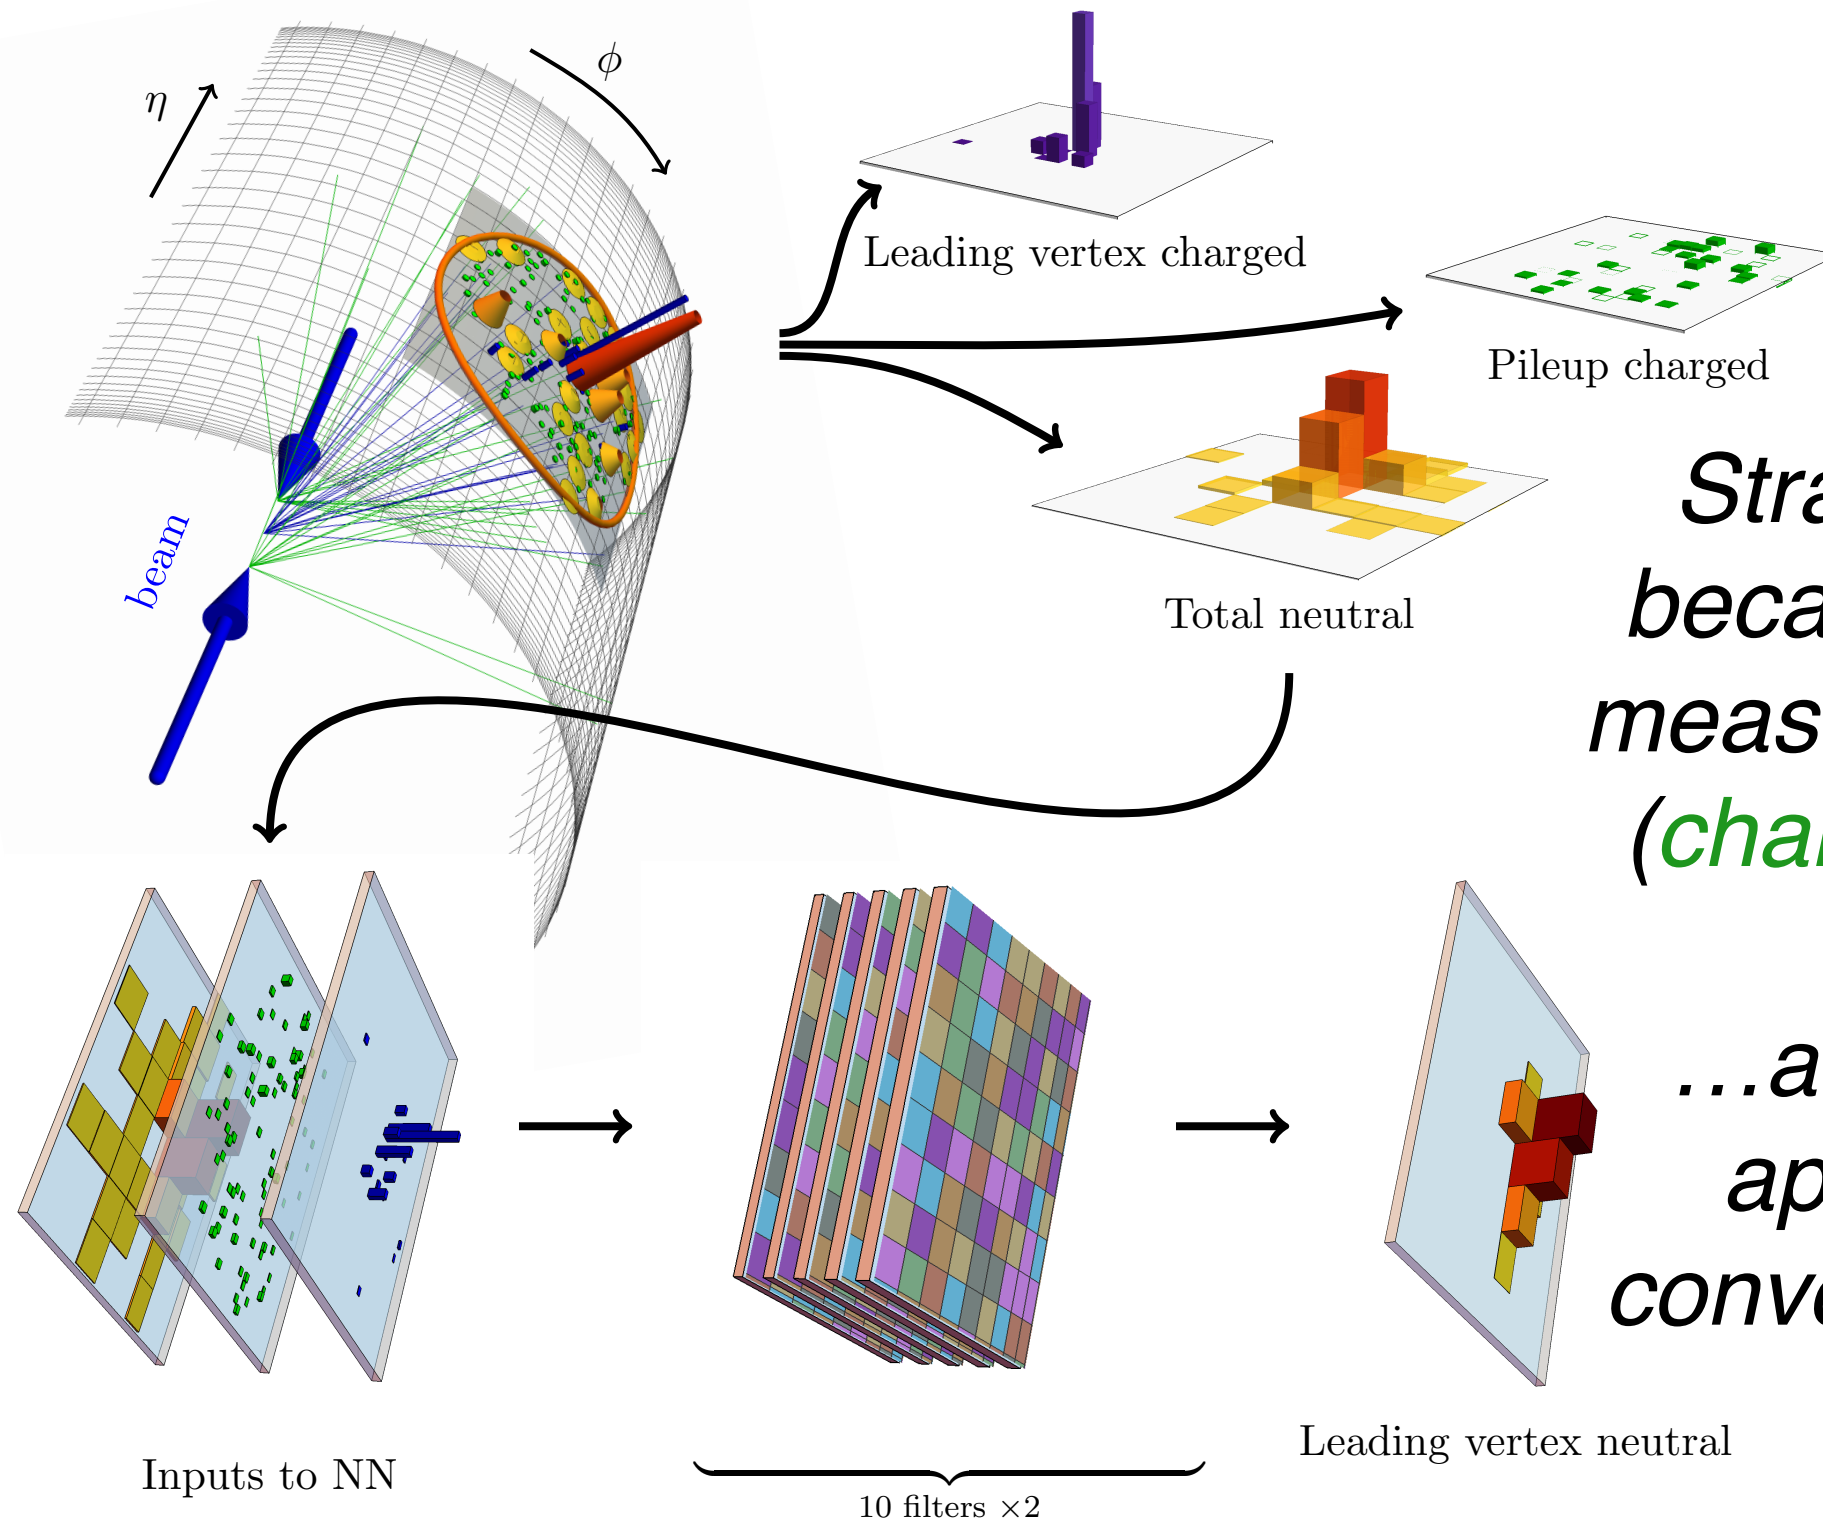 η
ϕ
beam
Leading vertex charged
Pileup charged
Total neutral
Inputs to NN
10 filters ×2
Leading vertex neutral